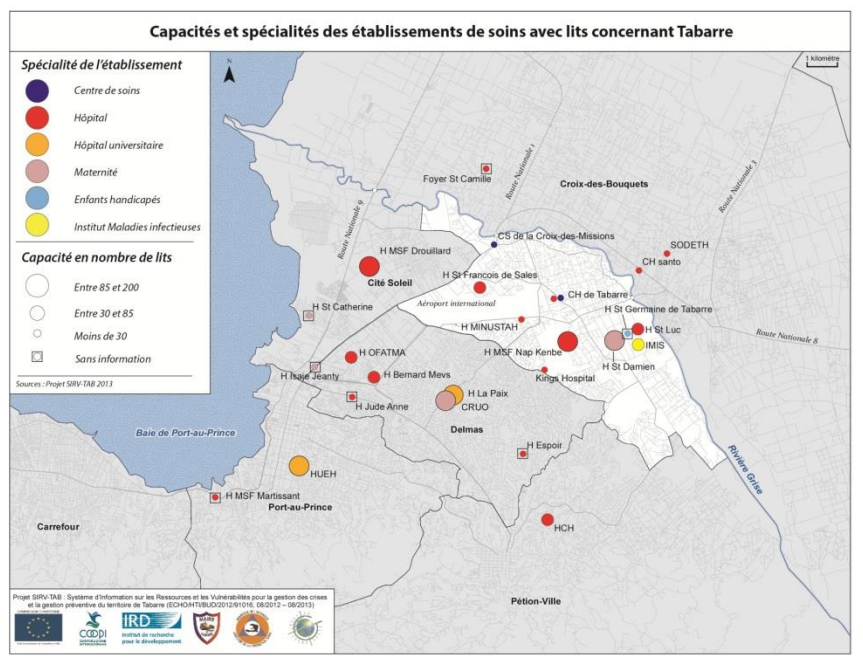 Capacités et spécialités des établissements de soins avec lits concernant Tabarre
Spécialité de l'établissement
Centre de soins
Hôpital
Hôpital universitaire
Maternité
Enfants handicapés
Institut Maladies infectieuses
Capacité en nombre de lits
Entre 85 et 200
Entre 30 et 85
Moins de 30
Sans information
Sources : Projet SIRV-TAB 2013
N
1 kilomètre
Foyer St Camille
Route Nationale 1
Croix-des-Bouquets
Route Nationale 3
Route Nationale 9
CS de la Croix-des-Missions
SODETH
CH santo
H MSF Drouillard
Cité Soleil
H St Francois de Sales
CH de Tabarre
Aéroport international
H St Germaine de Tabarre
H St Catherine
H MINUSTAH
H St Luc
Route Nationale 8
IMIS
H MSF Nap Kenbe
H St Damien
H OFATMA
H Isaie Jeanty
H Bernard Mevs
Kings Hospital
H Jude Anne
H La Paix
CRUO
Delmas
Baie de Port-au-Prince
H Espoir
Rivière Grise
HUEH
H MSF Martissant
Port-au-Prince
Carrefour
HCH
Pétion-Ville
Projet SIRV-TAB : Système d'Information sur les Ressources et les Vulnérabilités pour la gestion des crises
et la gestion préventive du territoire de Tabarre (ECHO/HTI/BUD/2012/91016, 08/2012 – 08/2013)
COOPI
IRD
Institut de recherche
pour le développement
MAIRIE